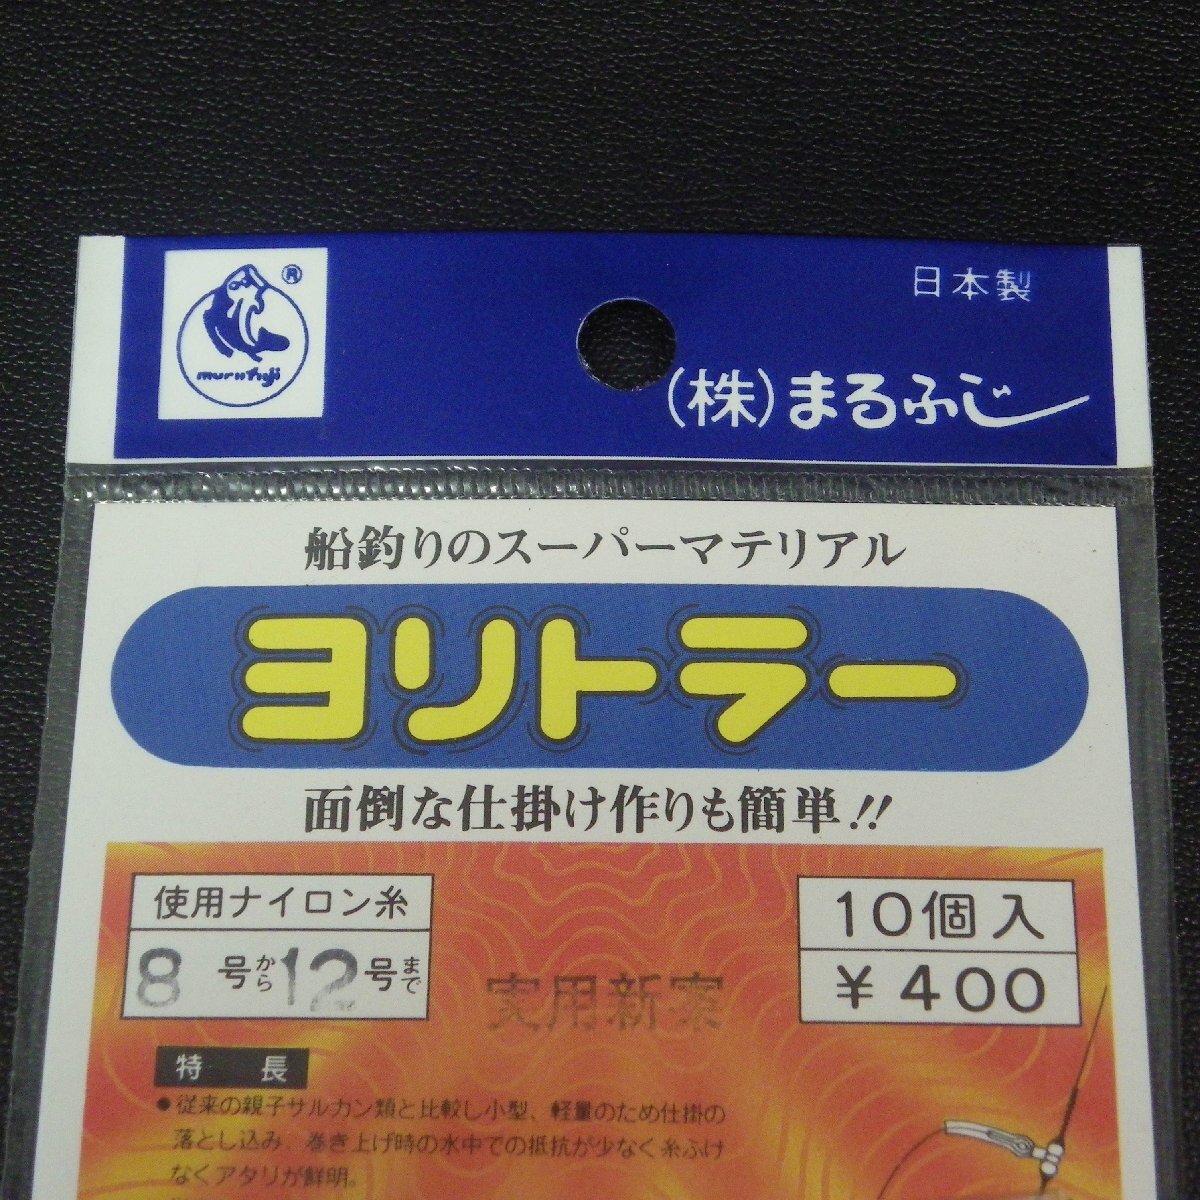 日本製
®
marufuji
(株)まるふじ
船釣りのスーパーマテリアル
ヨリトラー
面倒な仕掛け作りも簡単!!
使用ナイロン糸
8号から12号まで
10個入
¥400
実用新案
特 長
●従来の親子サルカン類と比較し小型、軽量のため仕掛の
落とし込み、巻き上げ時の水中での抵抗が少なく糸ふけ
なくアタリが鮮明。